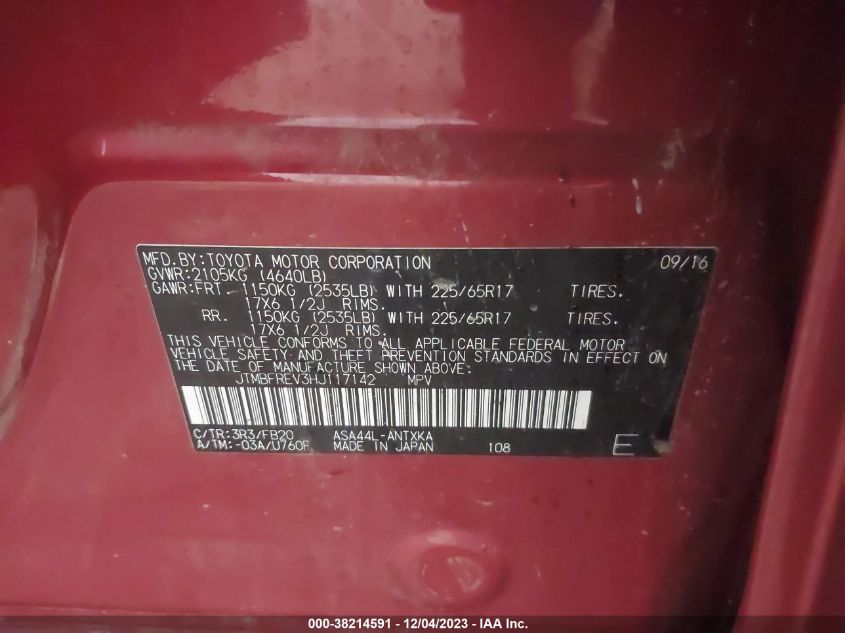 MFD.BY:TOYOTA MOTOR CORPORATION 09/16
GVWR:2105KG (4640LB)
GAWR:FRT. 1150KG (2535LB) WITH 225/65R17 TIRES.
17X6 1/2J RIMS.
RR. 1150KG (2535LB) WITH 225/65R17 TIRES.
17X6 1/2J RIMS.
THIS VEHICLE CONFORMS TO ALL APPLICABLE FEDERAL MOTOR
VEHICLE SAFETY AND THEFT PREVENTION STANDARDS IN EFFECT ON
THE DATE OF MANUFACTURE SHOWN ABOVE.
JTMBFREV3HJ117142 MPV
C/TR:3R3/FB20 ASA44L-ANTXKA
A/TM:-03A/U760F MADE IN JAPAN 108 E
000-38214591 - 12/04/2023 - IAA Inc.